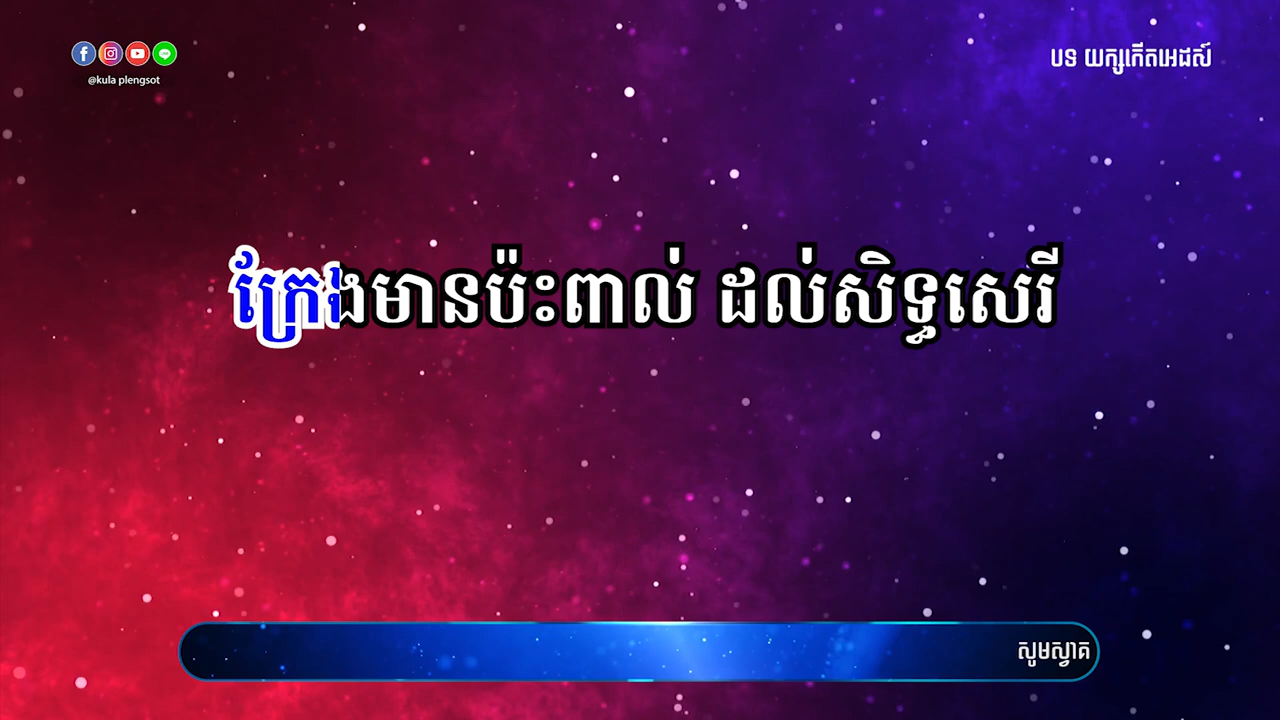 បទ យក្សកើតអេដស៍
@kula plengsot
ក្រែងមានប៉ះពាល់ ដល់សិទ្ធសេរី
សូមស្វាគ